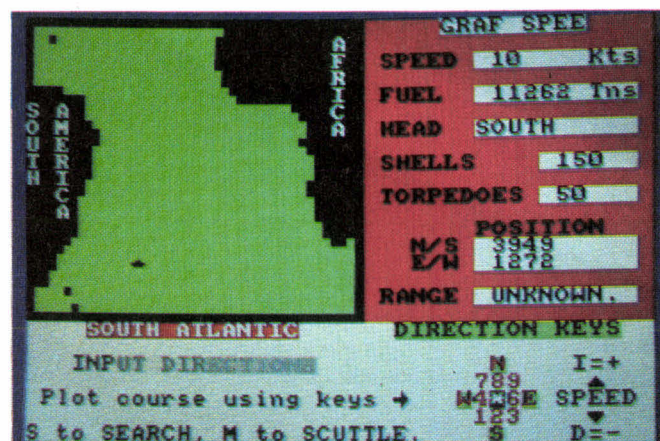 GRAF SPEE
SPEED 10 Kts
FUEL 11262 Tns
HEAD SOUTH
SHELLS 150
TORPEDOES 50
POSITION
N/S 3949
E/W 1272
RANGE UNKNOWN.
AFRICA
SOUTH
AMERICA
SOUTH ATLANTIC
DIRECTION KEYS
INPUT DIRECTIONS
N I=+
789
Plot course using keys → W456E SPEED
123
S to SEARCH, M to SCUTTLE. S D=-